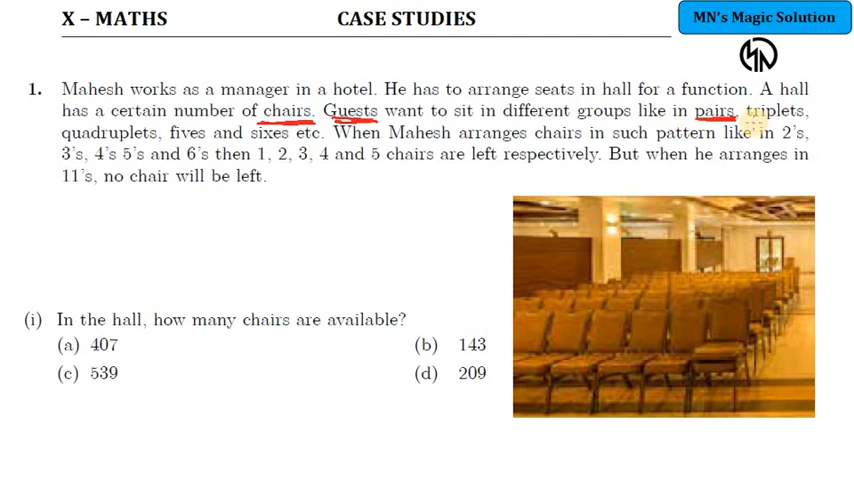 X – MATHS CASE STUDIES MN's Magic Solution
MN
1. Mahesh works as a manager in a hotel. He has to arrange seats in hall for a function. A hall
has a certain number of chairs. Guests want to sit in different groups like in pairs, triplets,
quadruplets, fives and sixes etc. When Mahesh arranges chairs in such pattern like in 2's,
3's, 4's 5's and 6's then 1, 2, 3, 4 and 5 chairs are left respectively. But when he arranges in
11's, no chair will be left.
(i) In the hall, how many chairs are available?
(a) 407 (b) 143
(c) 539 (d) 209